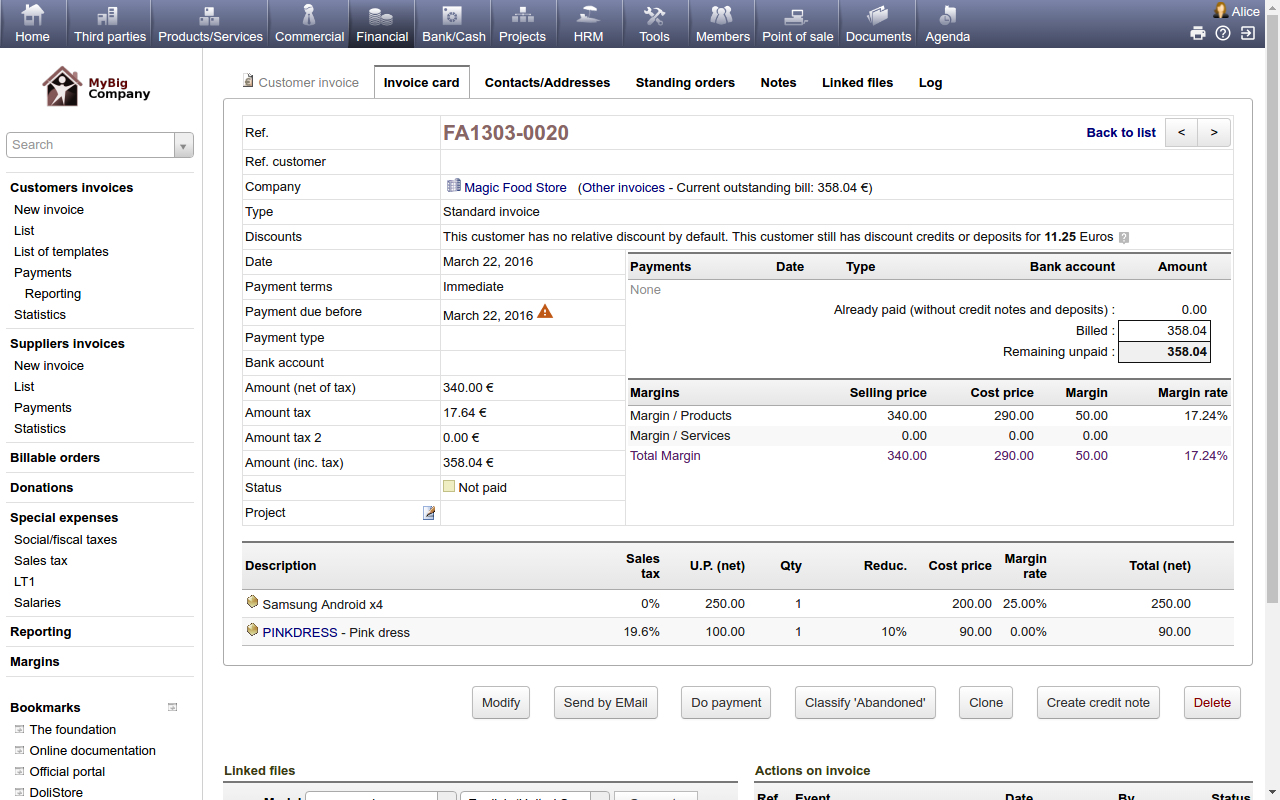 Home Third parties Products/Services Commercial Financial Bank/Cash Projects HRM Tools Members Point of sale Documents Agenda Alice
MyBig
Company
Search
Customers invoices
New invoice
List
List of templates
Payments
Reporting
Statistics
Suppliers invoices
New invoice
List
Payments
Statistics
Billable orders
Donations
Special expenses
Social/fiscal taxes
Sales tax
LT1
Salaries
Reporting
Margins
Bookmarks
The foundation
Online documentation
Official portal
DoliStore
Customer invoice Invoice card Contacts/Addresses Standing orders Notes Linked files Log
Ref. FA1303-0020 Back to list < >
Ref. customer
Company Magic Food Store (Other invoices - Current outstanding bill: 358.04 €)
Type Standard invoice
Discounts This customer has no relative discount by default. This customer still has discount credits or deposits for 11.25 Euros ?
Date March 22, 2016
Payment terms Immediate
Payment due before March 22, 2016
Payment type
Bank account
Amount (net of tax) 340.00 €
Amount tax 17.64 €
Amount tax 2 0.00 €
Amount (inc. tax) 358.04 €
Status Not paid
Project
Payments Date Type Bank account Amount
None
Already paid (without credit notes and deposits) : 0.00
Billed : 358.04
Remaining unpaid : 358.04
Margins Selling price Cost price Margin Margin rate
Margin / Products 340.00 290.00 50.00 17.24%
Margin / Services 0.00 0.00 0.00
Total Margin 340.00 290.00 50.00 17.24%
Description Sales tax U.P. (net) Qty Reduc. Cost price Margin rate Total (net)
Samsung Android x4 0% 250.00 1 200.00 25.00% 250.00
PINKDRESS - Pink dress 19.6% 100.00 1 10% 90.00 0.00% 90.00
Modify Send by EMail Do payment Classify 'Abandoned' Clone Create credit note Delete
Linked files
Actions on invoice
Ref. Event Date By Status